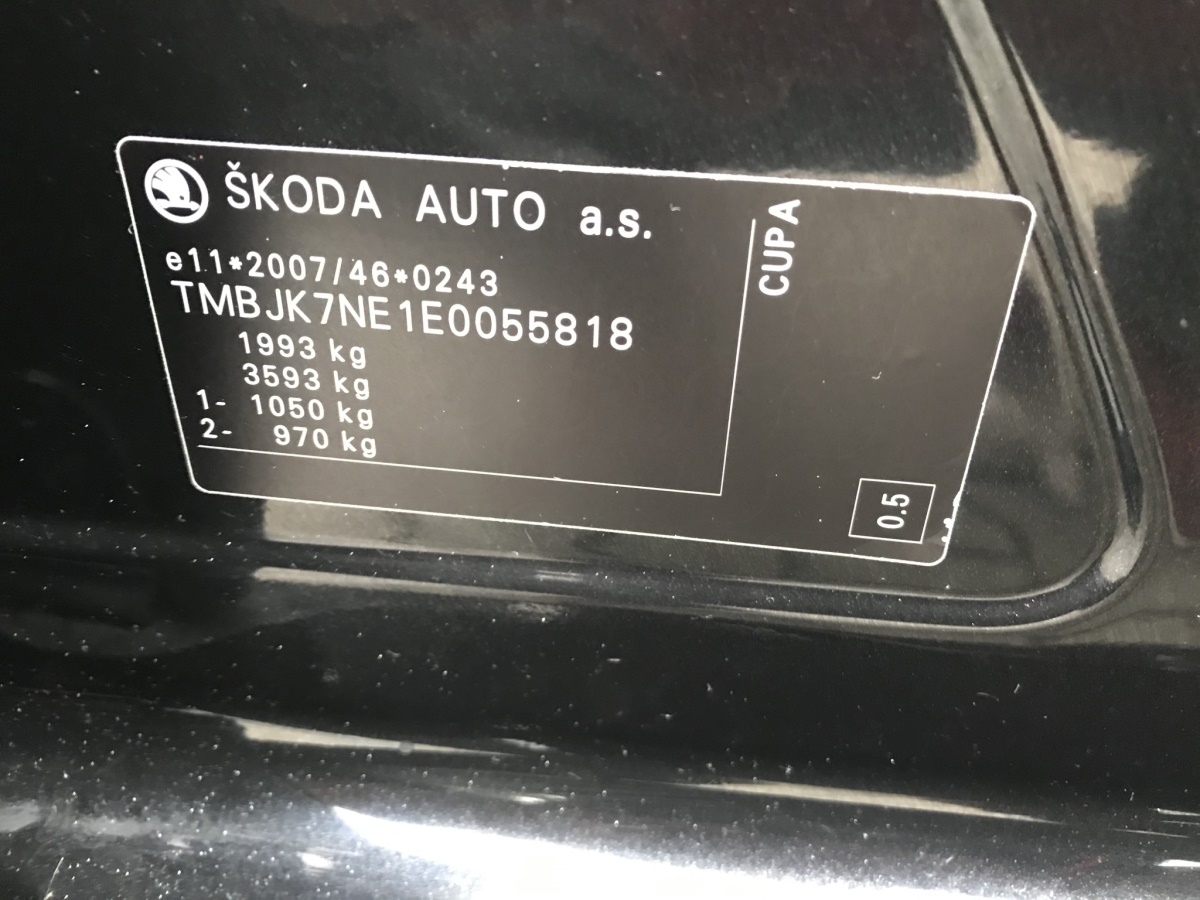 ŠKODA AUTO a.s.
e11*2007/46*0243
TMBJK7NE1E0055818
1993 kg
3593 kg
1- 1050 kg
2- 970 kg
CUPA
0.5